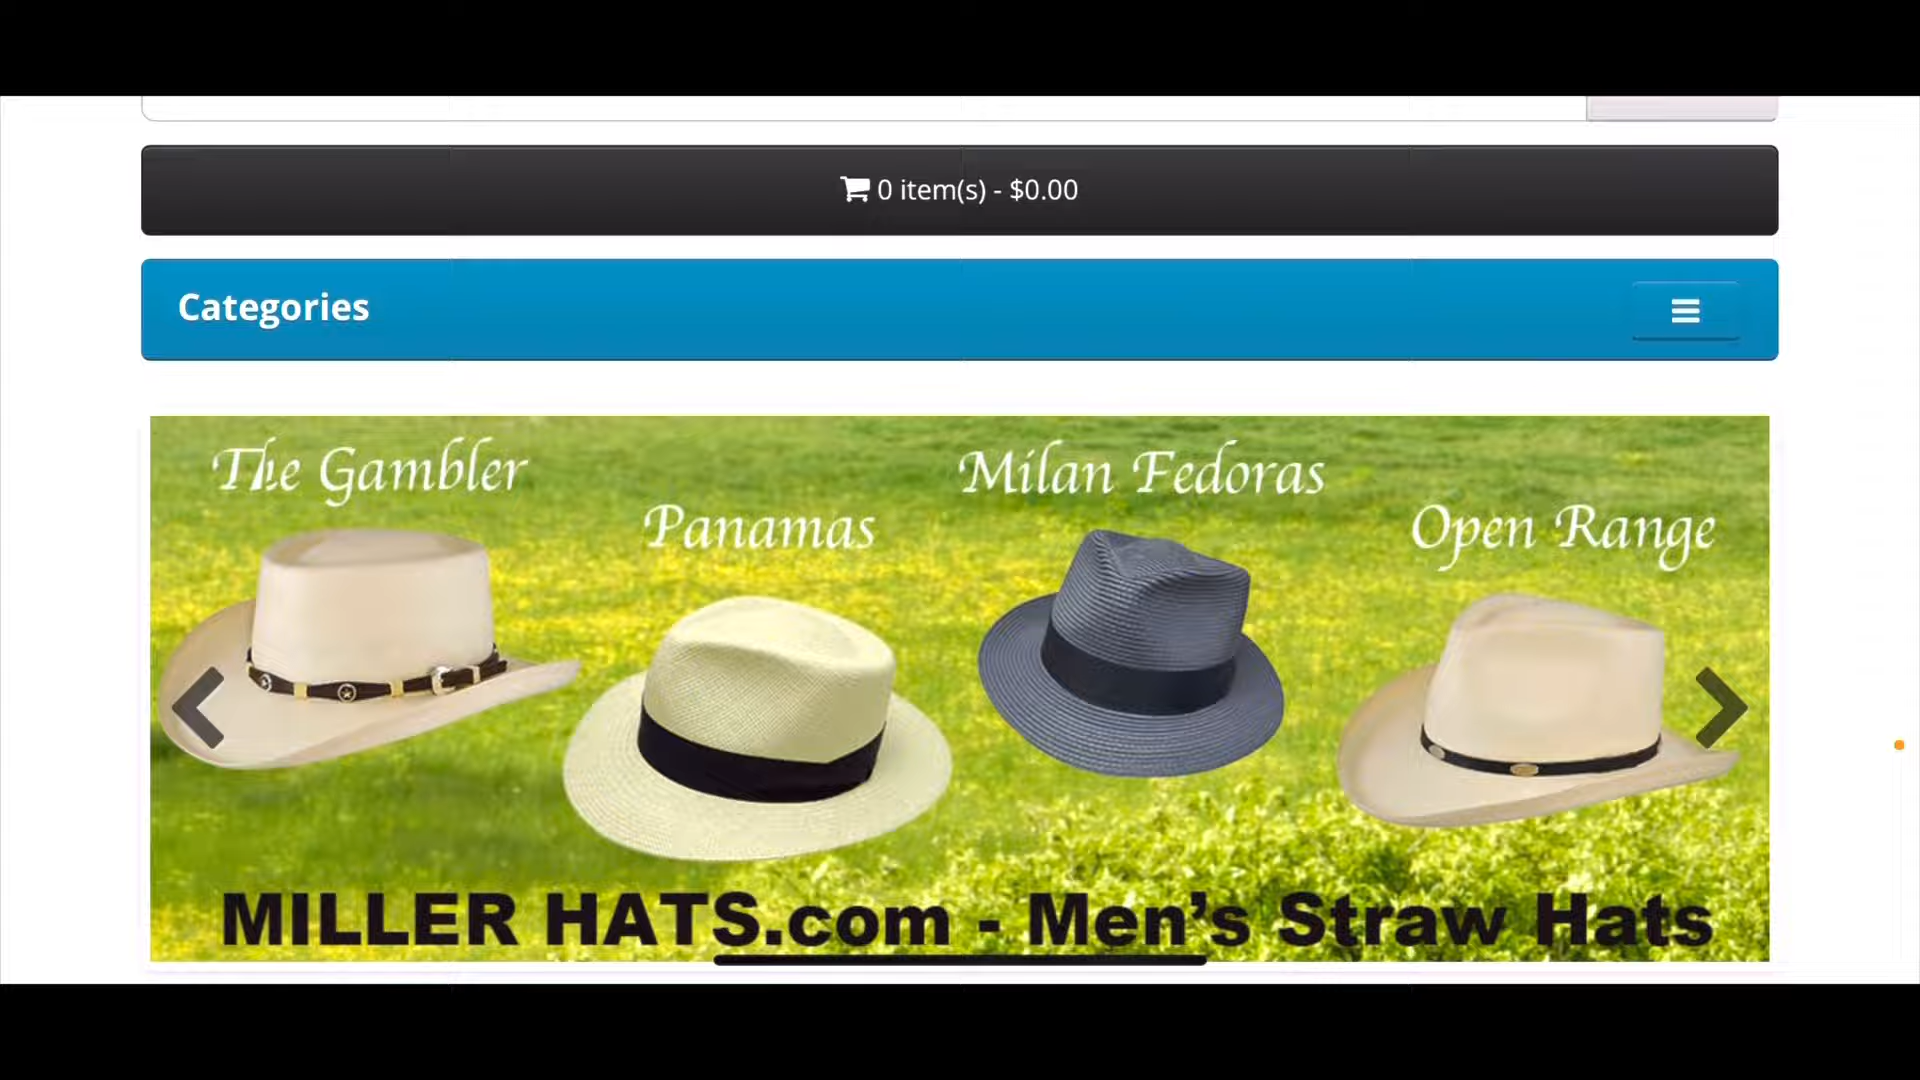 0 item(s) - $0.00
Categories
The Gambler
Milan Fedoras
Panamas
Open Range
MILLER HATS.com - Men's Straw Hats